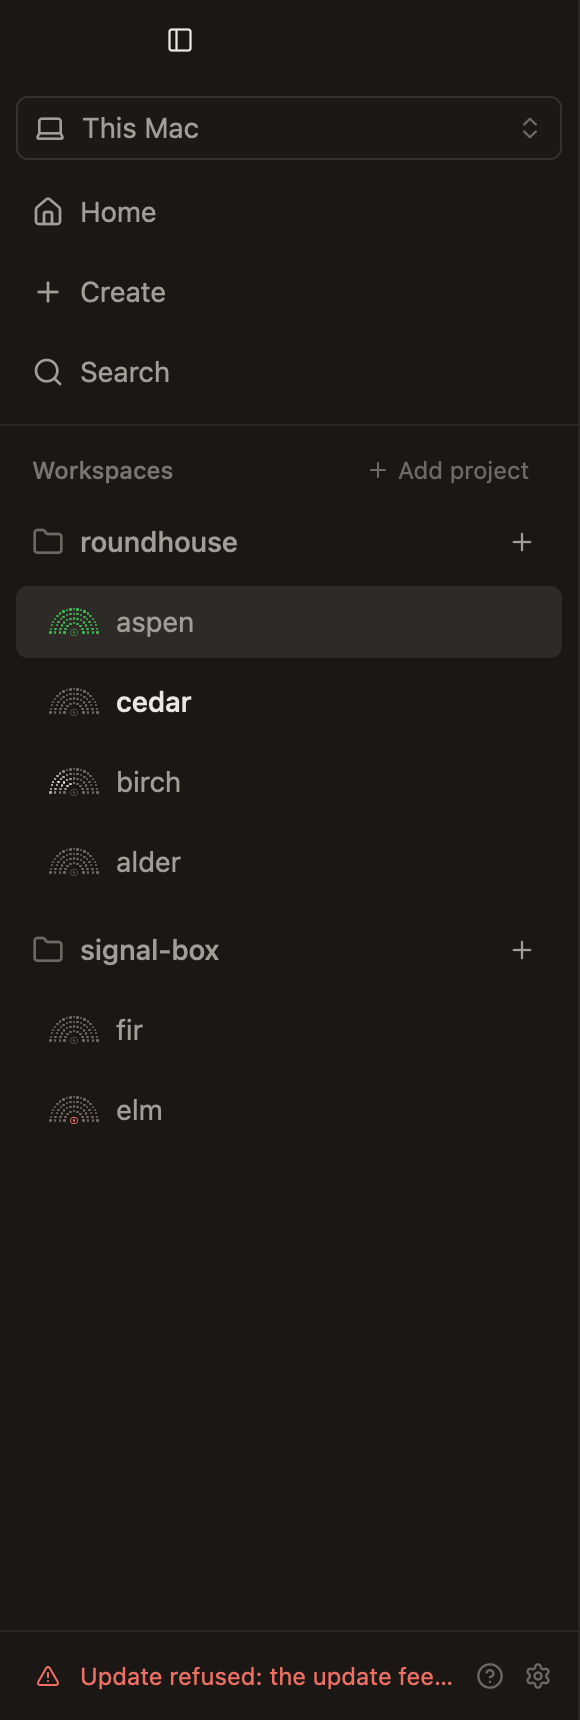 This Mac
Home
Create
Search
Workspaces
Add project
roundhouse
aspen
cedar
birch
alder
signal-box
fir
elm
Update refused: the update fee...